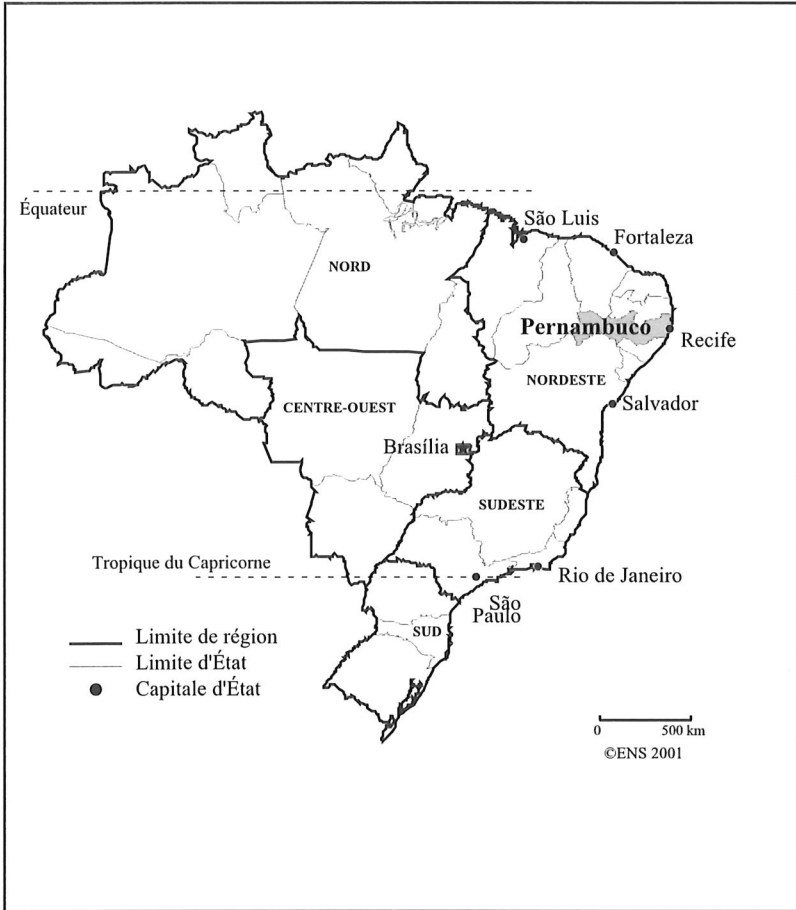 Équateur
São Luis
Fortaleza
NORD
Pernambuco
Recife
NORDESTE
CENTRE-OUEST
Salvador
Brasília
SUDESTE
Tropique du Capricorne
Rio de Janeiro
São
Paulo
SUD
Limite de région
Limite d'État
Capitale d'État
0 500 km
©ENS 2001